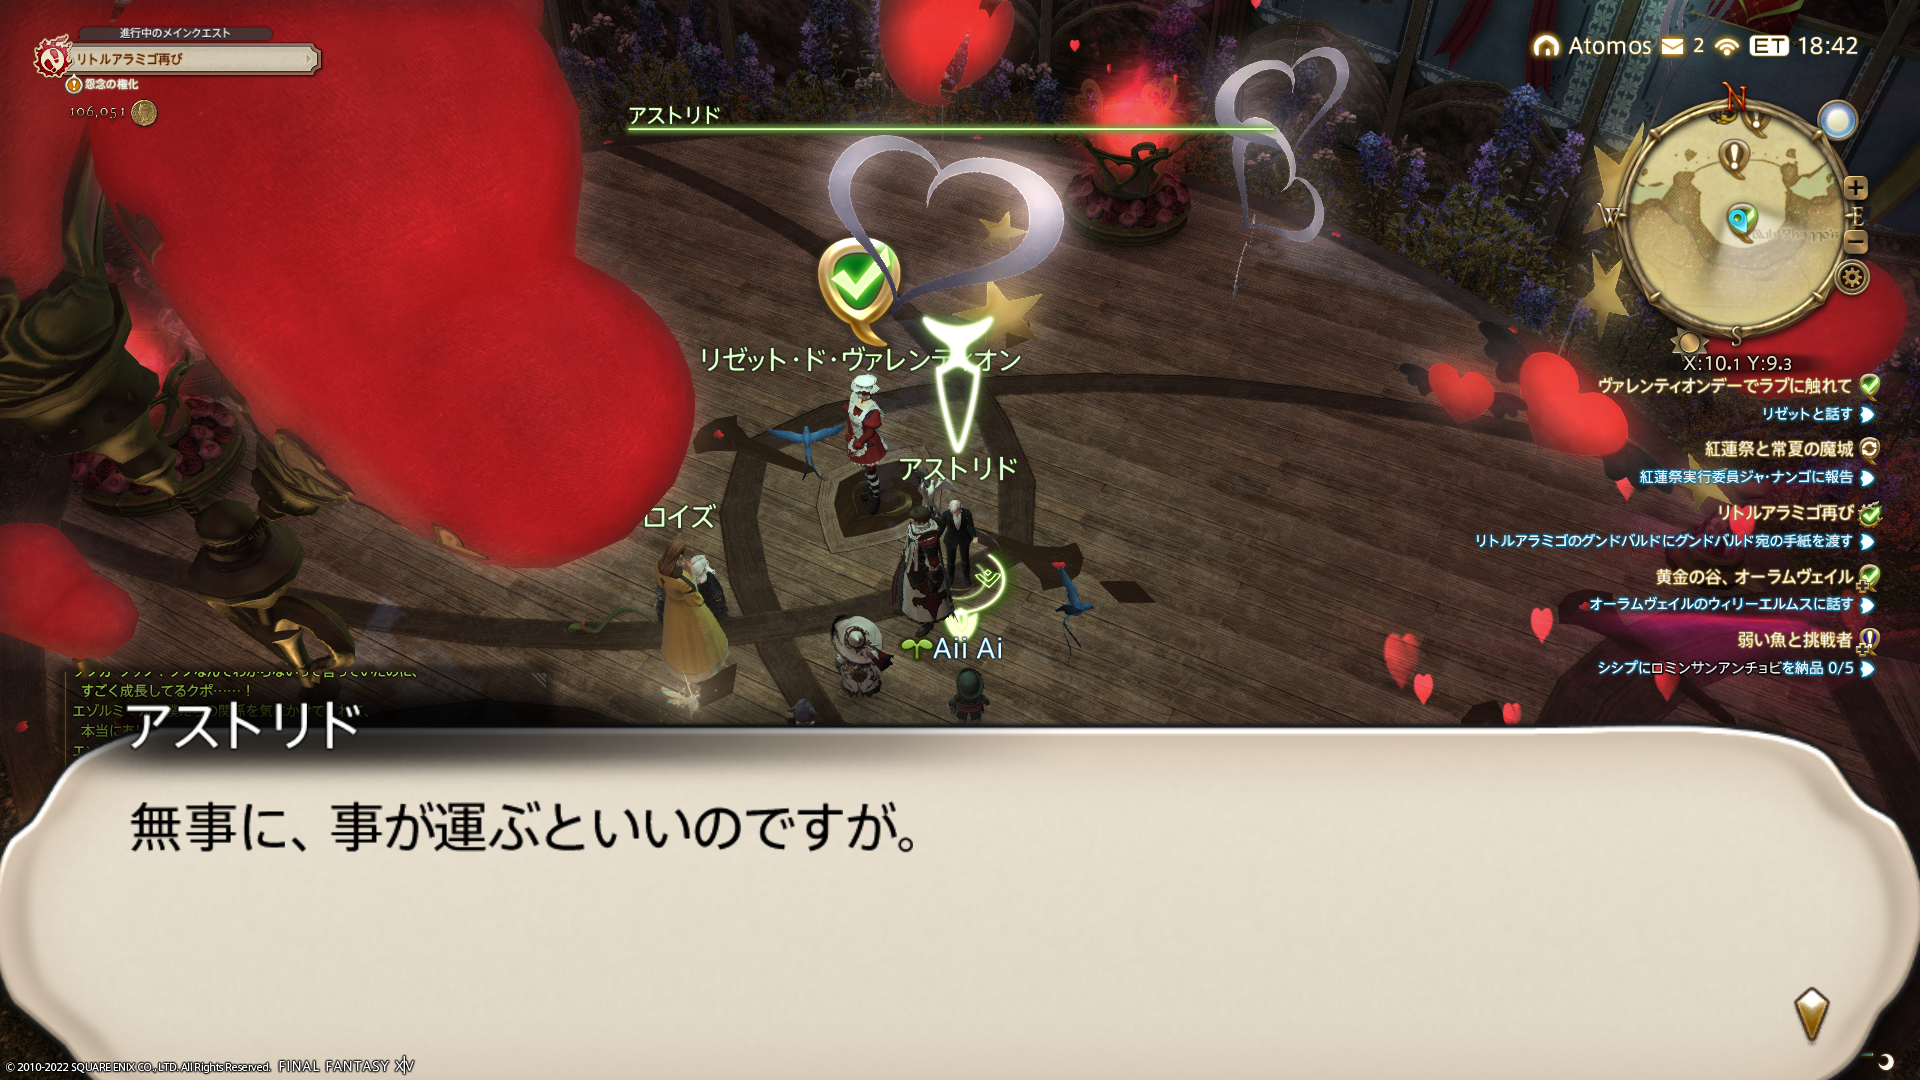 進行中のメインクエスト
リトルアラミゴ再び
怨念の権化
106,051
Atomos 2 ET 18:42
アストリド
N
W
E
S
X:10.1 Y:9.3
リゼット・ド・ヴァレンティオン
アストリド
ロイズ
Aii Ai
ヴァレンティオンデーでラブに触れて
リゼットと話す
紅蓮祭と常夏の魔城
紅蓮祭実行委員ジャ・ナンゴに報告
リトルアラミゴ再び
リトルアラミゴのグンドバルドにグンドバルド宛の手紙を渡す
黄金の谷、オーラムヴェイル
オーラムヴェイルのウィリーエルムスに話す
弱い魚と挑戦者
シシプにロミンサンアンチョビを納品 0/5
すごく成長してるクポ……！
エゾルミ
本当に
アストリド
無事に、事が運ぶといいのですが。
© 2010-2022 SQUARE ENIX CO., LTD. All Rights Reserved. FINAL FANTASY XIV